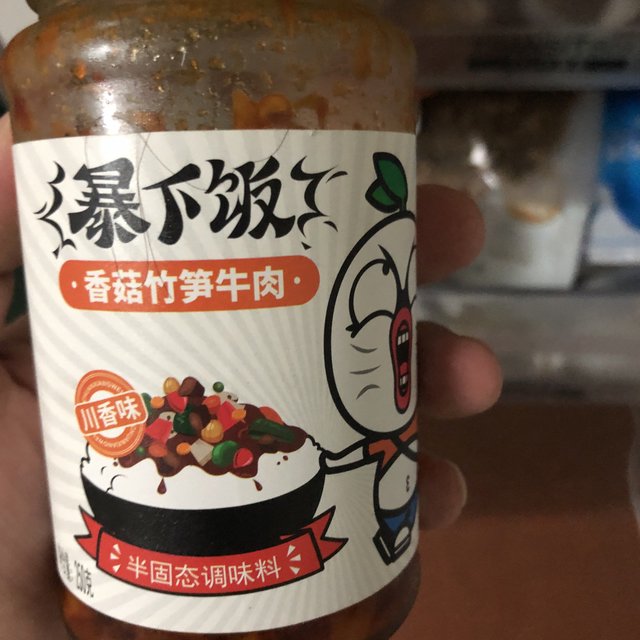 暴下饭
·香菇竹笋牛肉·
川香味
半固态调味料